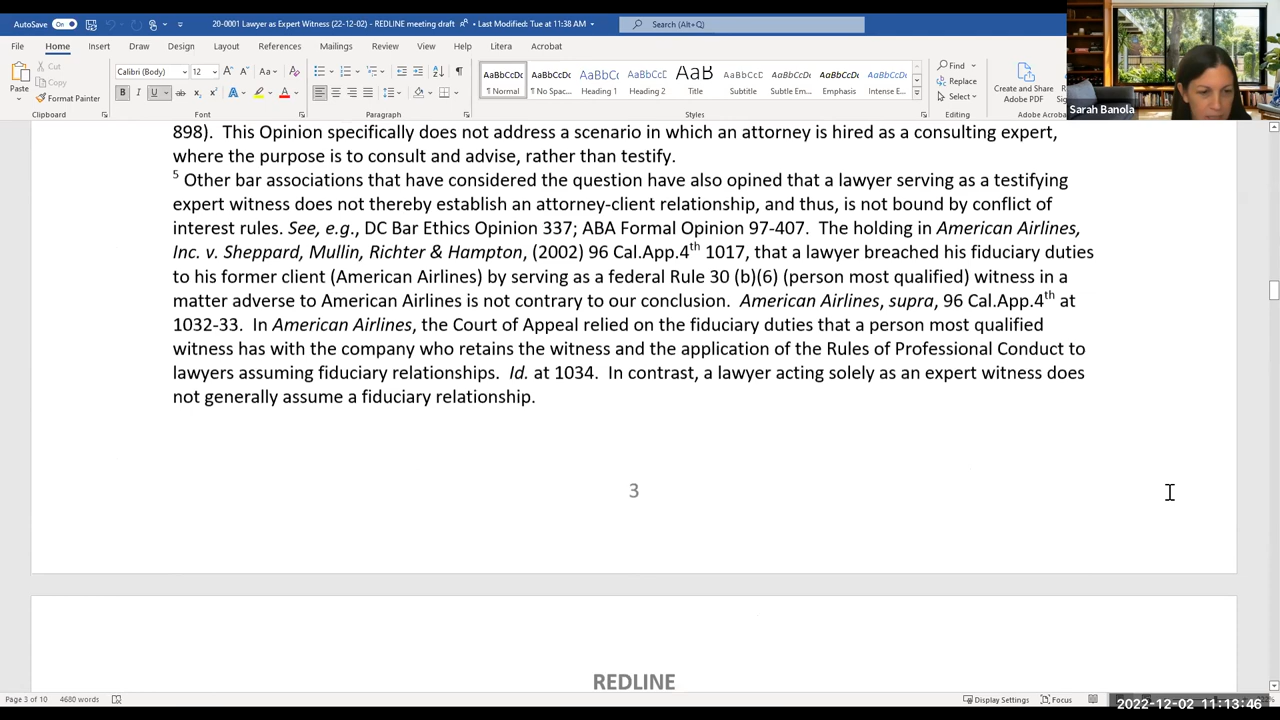 AutoSave On 20-0001 Lawyer as Expert Witness (22-12-02) - REDLINE meeting draft • Last Modified: Tue at 11:38 AM Search (Alt+Q)
File Home Insert Draw Design Layout References Mailings Review View Help Litera Acrobat
Paste
Cut
Copy
Format Painter
Clipboard
Calibri (Body) 12
Font
Paragraph
AaBbCcDc AaBbCcDc AaBbCc AaBbCcD AaB AaBbCcD AaBbCcDc AaBbCcDc AaBbCcDc
¶ Normal ¶ No Spac... Heading 1 Heading 2 Title Subtitle Subtle Em... Emphasis Intense E...
Styles
Find
Replace
Select
Editing
Create and Share
Adobe PDF
Sarah Banola
898). This Opinion specifically does not address a scenario in which an attorney is hired as a consulting expert,
where the purpose is to consult and advise, rather than testify.
5 Other bar associations that have considered the question have also opined that a lawyer serving as a testifying
expert witness does not thereby establish an attorney-client relationship, and thus, is not bound by conflict of
interest rules. See, e.g., DC Bar Ethics Opinion 337; ABA Formal Opinion 97-407. The holding in American Airlines,
Inc. v. Sheppard, Mullin, Richter & Hampton, (2002) 96 Cal.App.4th 1017, that a lawyer breached his fiduciary duties
to his former client (American Airlines) by serving as a federal Rule 30 (b)(6) (person most qualified) witness in a
matter adverse to American Airlines is not contrary to our conclusion. American Airlines, supra, 96 Cal.App.4th at
1032-33. In American Airlines, the Court of Appeal relied on the fiduciary duties that a person most qualified
witness has with the company who retains the witness and the application of the Rules of Professional Conduct to
lawyers assuming fiduciary relationships. Id. at 1034. In contrast, a lawyer acting solely as an expert witness does
not generally assume a fiduciary relationship.
3
REDLINE
Page 3 of 10 4680 words Display Settings Focus
2022-12-02 11:13:46